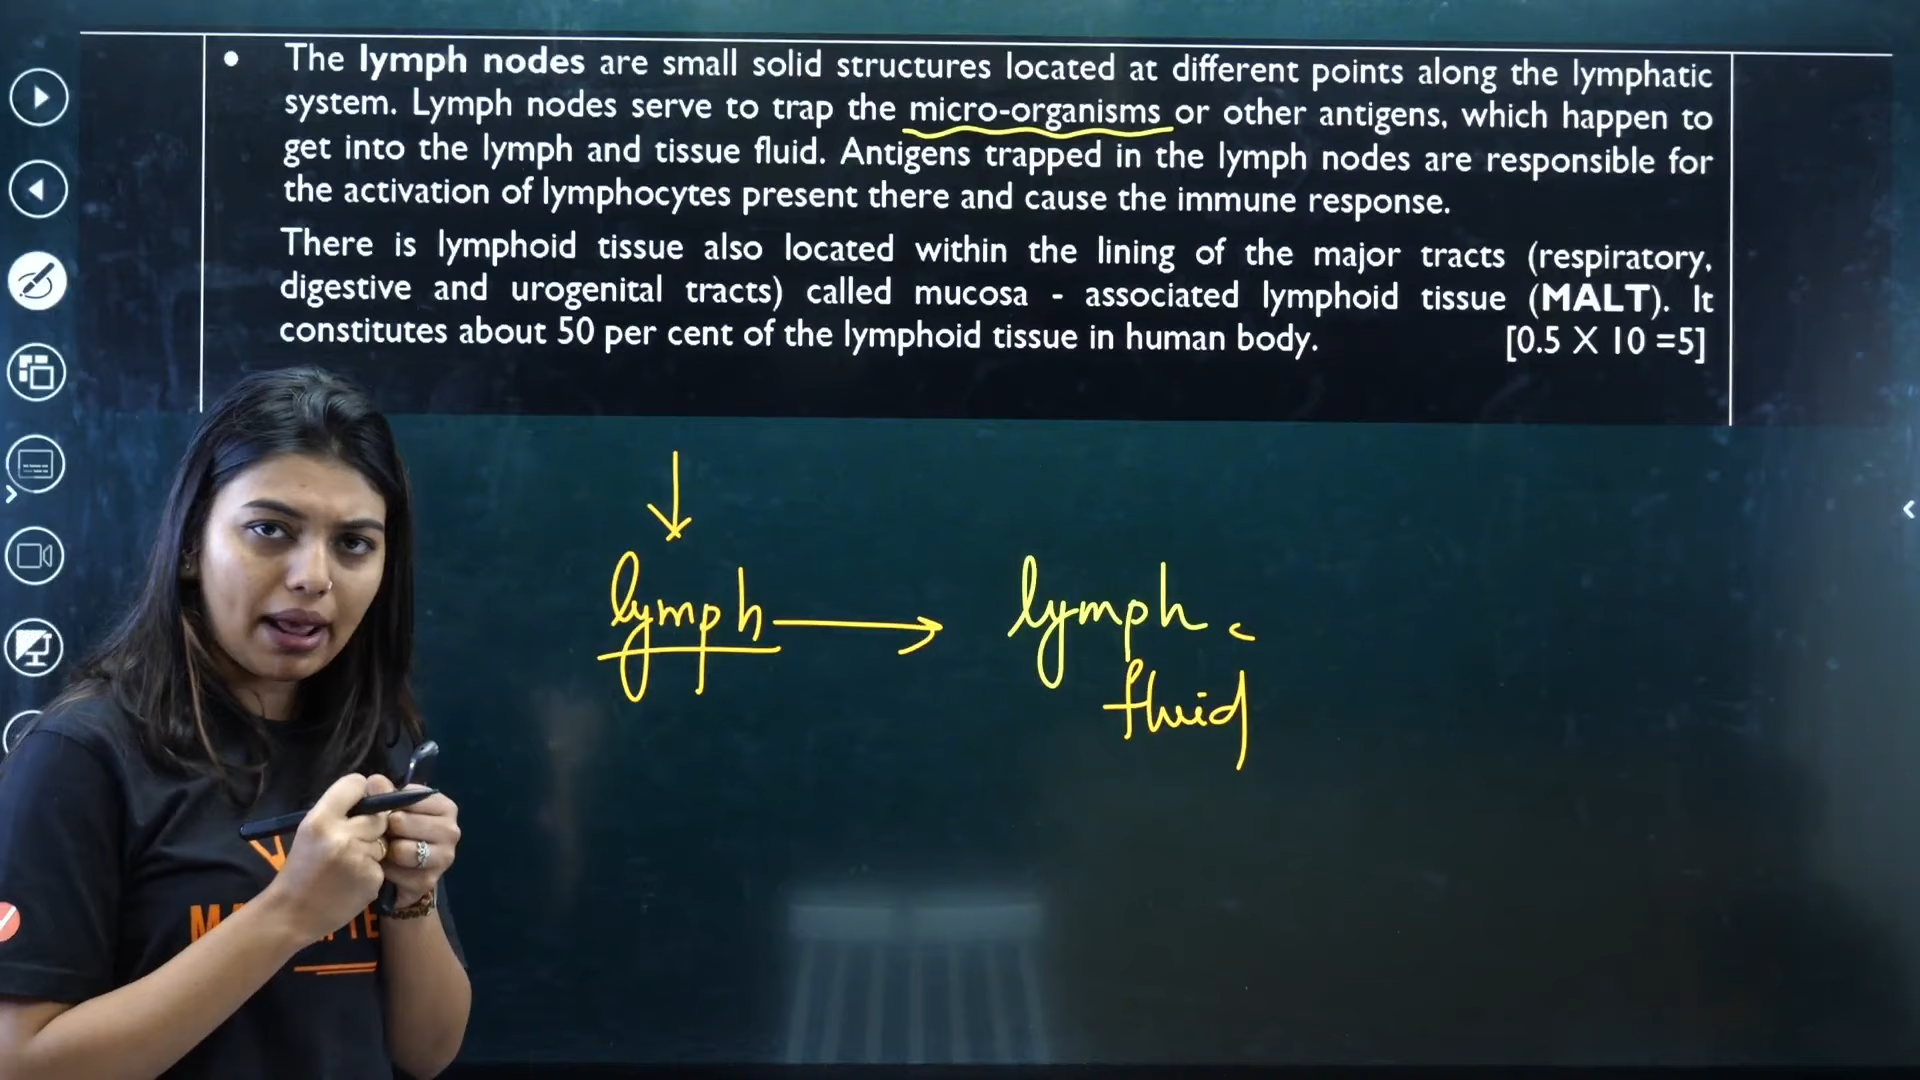 • The lymph nodes are small solid structures located at different points along the lymphatic
system. Lymph nodes serve to trap the micro-organisms or other antigens, which happen to
get into the lymph and tissue fluid. Antigens trapped in the lymph nodes are responsible for
the activation of lymphocytes present there and cause the immune response.
There is lymphoid tissue also located within the lining of the major tracts (respiratory,
digestive and urogenital tracts) called mucosa - associated lymphoid tissue (MALT). It
constitutes about 50 per cent of the lymphoid tissue in human body. [0.5 X 10 =5]
lymph
lymph
fluid